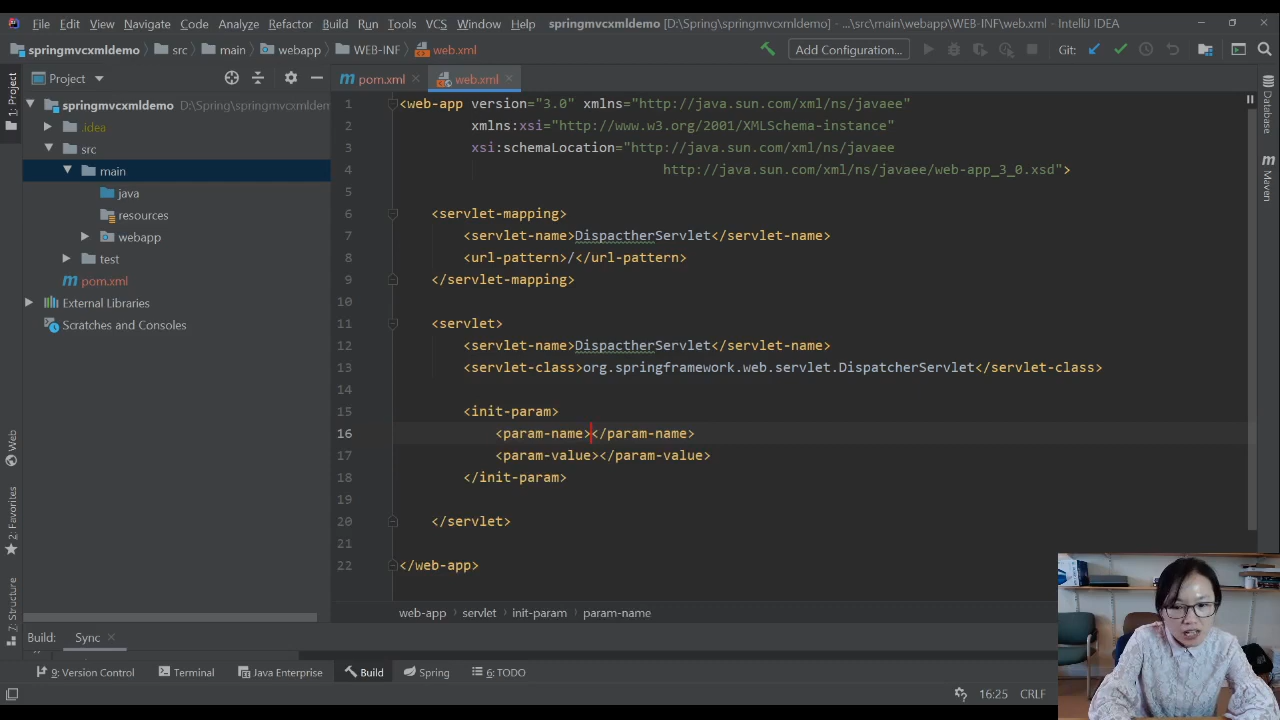 File Edit View Navigate Code Analyze Refactor Build Run Tools VCS Window Help springmvcxmldemo [D:\Spring\springmvcxmldemo] - ...\src\main\webapp\WEB-INF\web.xml - IntelliJ IDEA
springmvcxmldemo src main webapp WEB-INF web.xml Add Configuration... Git:
Project
pom.xml
web.xml
springmvcxmldemo D:\Spring\springmvcxmldem
.idea
src
main
java
resources
webapp
test
pom.xml
External Libraries
Scratches and Consoles
1: Project
Web
2: Favorites
7: Structure
Database
Maven
1 <web-app version="3.0" xmlns="http://java.sun.com/xml/ns/javaee"
2 xmlns:xsi="http://www.w3.org/2001/XMLSchema-instance"
3 xsi:schemaLocation="http://java.sun.com/xml/ns/javaee
4 http://java.sun.com/xml/ns/javaee/web-app_3_0.xsd">
5
6 <servlet-mapping>
7 <servlet-name>DispactherServlet</servlet-name>
8 <url-pattern>/</url-pattern>
9 </servlet-mapping>
10
11 <servlet>
12 <servlet-name>DispactherServlet</servlet-name>
13 <servlet-class>org.springframework.web.servlet.DispatcherServlet</servlet-class>
14
15 <init-param>
16 <param-name></param-name>
17 <param-value></param-value>
18 </init-param>
19
20 </servlet>
21
22 </web-app>
web-app servlet init-param param-name
Build: Sync
9: Version Control Terminal Java Enterprise Build Spring 6: TODO
16:25 CRLF